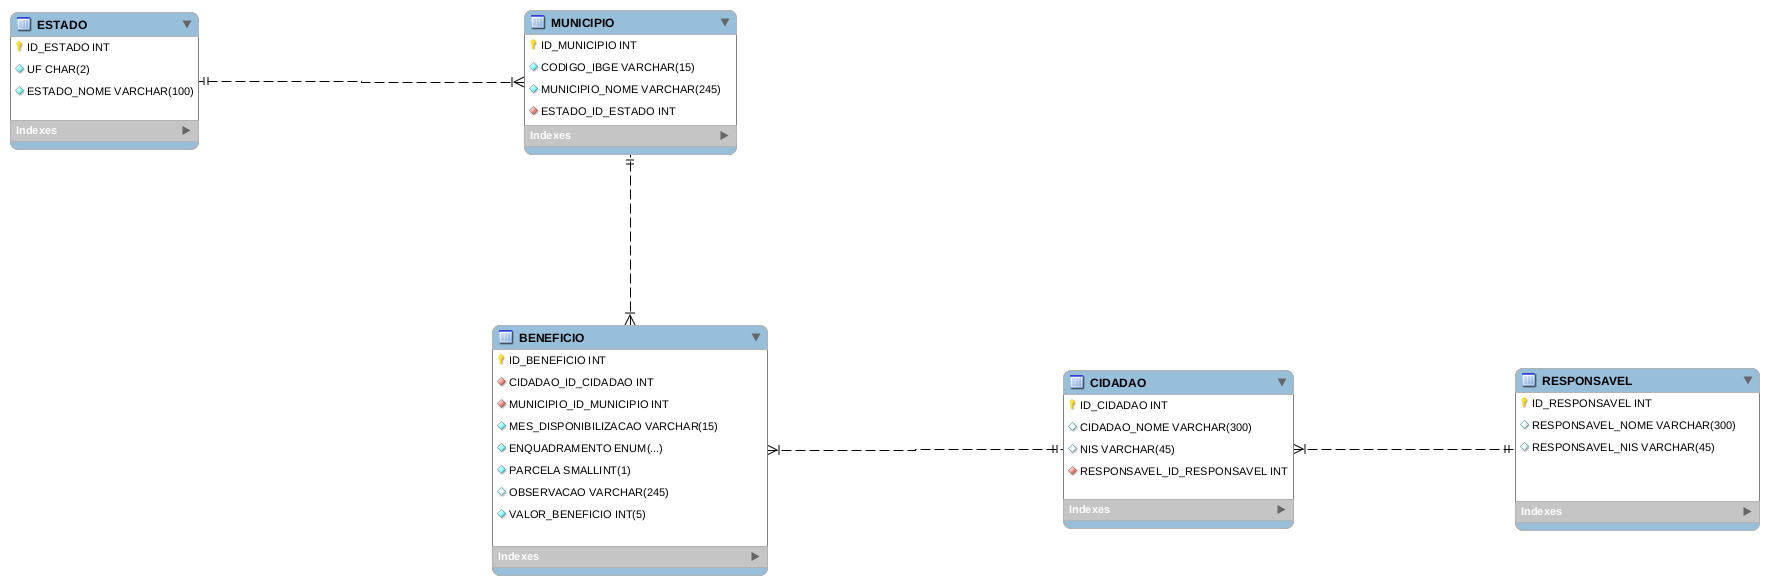 ESTADO
ID_ESTADO INT
UF CHAR(2)
ESTADO_NOME VARCHAR(100)
Indexes
MUNICIPIO
ID_MUNICIPIO INT
CODIGO_IBGE VARCHAR(15)
MUNICIPIO_NOME VARCHAR(245)
ESTADO_ID_ESTADO INT
Indexes
BENEFICIO
ID_BENEFICIO INT
CIDADAO_ID_CIDADAO INT
MUNICIPIO_ID_MUNICIPIO INT
MES_DISPONIBILIZACAO VARCHAR(15)
ENQUADRAMENTO ENUM(...)
PARCELA SMALLINT(1)
OBSERVACAO VARCHAR(245)
VALOR_BENEFICIO INT(5)
Indexes
CIDADAO
ID_CIDADAO INT
CIDADAO_NOME VARCHAR(300)
NIS VARCHAR(45)
RESPONSAVEL_ID_RESPONSAVEL INT
Indexes
RESPONSAVEL
ID_RESPONSAVEL INT
RESPONSAVEL_NOME VARCHAR(300)
RESPONSAVEL_NIS VARCHAR(45)
Indexes